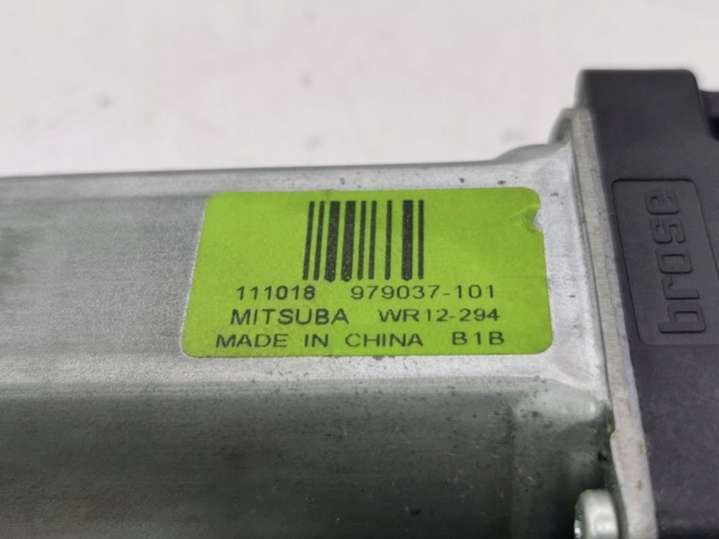 111018 979037-101
MITSUBA WR12-294
MADE IN CHINA B1B
brose